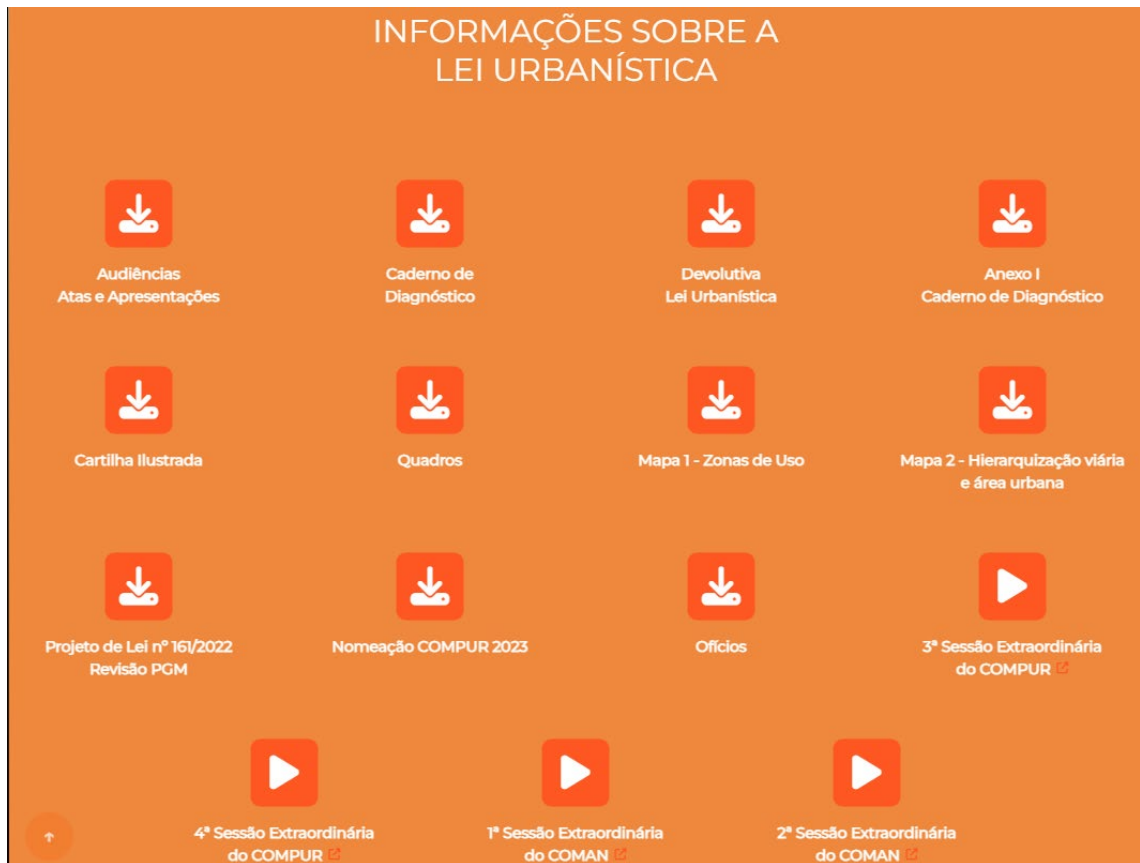 INFORMAÇÕES SOBRE A
LEI URBANÍSTICA
Audiências
Atas e Apresentações
Caderno de
Diagnóstico
Devolutiva
Lei Urbanística
Anexo I
Caderno de Diagnóstico
Cartilha Ilustrada
Quadros
Mapa 1 - Zonas de Uso
Mapa 2 - Hierarquização viária
e área urbana
Projeto de Lei nº 161/2022
Revisão PGM
Nomeação COMPUR 2023
Ofícios
3ª Sessão Extraordinária
do COMPUR
4ª Sessão Extraordinária
do COMPUR
1ª Sessão Extraordinária
do COMAN
2ª Sessão Extraordinária
do COMAN